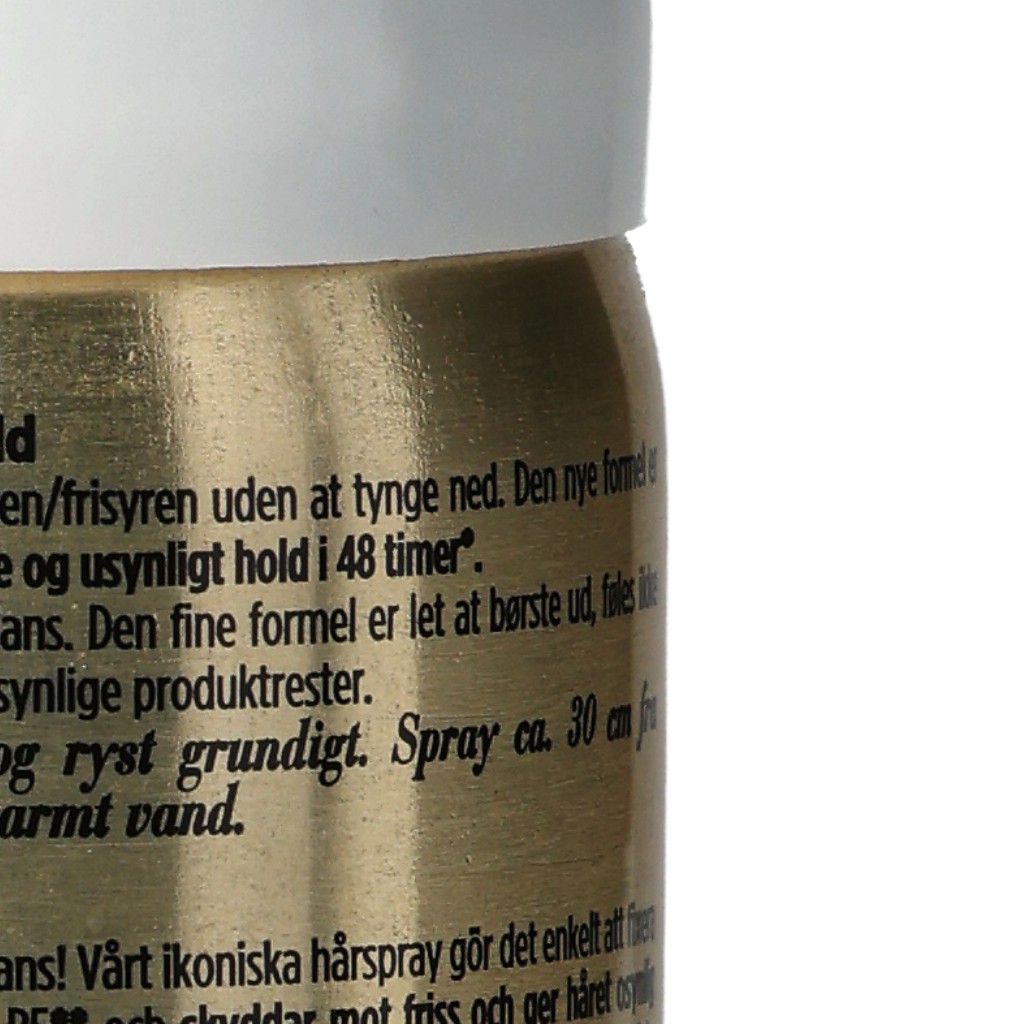 ld
en/frisyren uden at tynge ned. Den nye formel er
e og usynligt hold i 48 timer*.
ans. Den fine formel er let at børste ud, føles ikke
synlige produktrester.
og ryst grundigt. Spray ca. 30 cm fra
armt vand.
ans! Vårt ikoniska hårspray gör det enkelt att fixera
och skyddar mot friss och ger håret osynlig